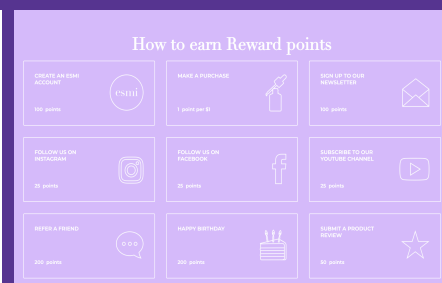 How to earn Reward points
CREATE AN ESMI
ACCOUNT
esmi
100 points
MAKE A PURCHASE
1 point per $1
SIGN UP TO OUR
NEWSLETTER
100 points
FOLLOW US ON
INSTAGRAM
25 points
FOLLOW US ON
FACEBOOK
25 points
SUBSCRIBE TO OUR
YOUTUBE CHANNEL
25 points
REFER A FRIEND
200 points
HAPPY BIRTHDAY
200 points
SUBMIT A PRODUCT
REVIEW
50 points